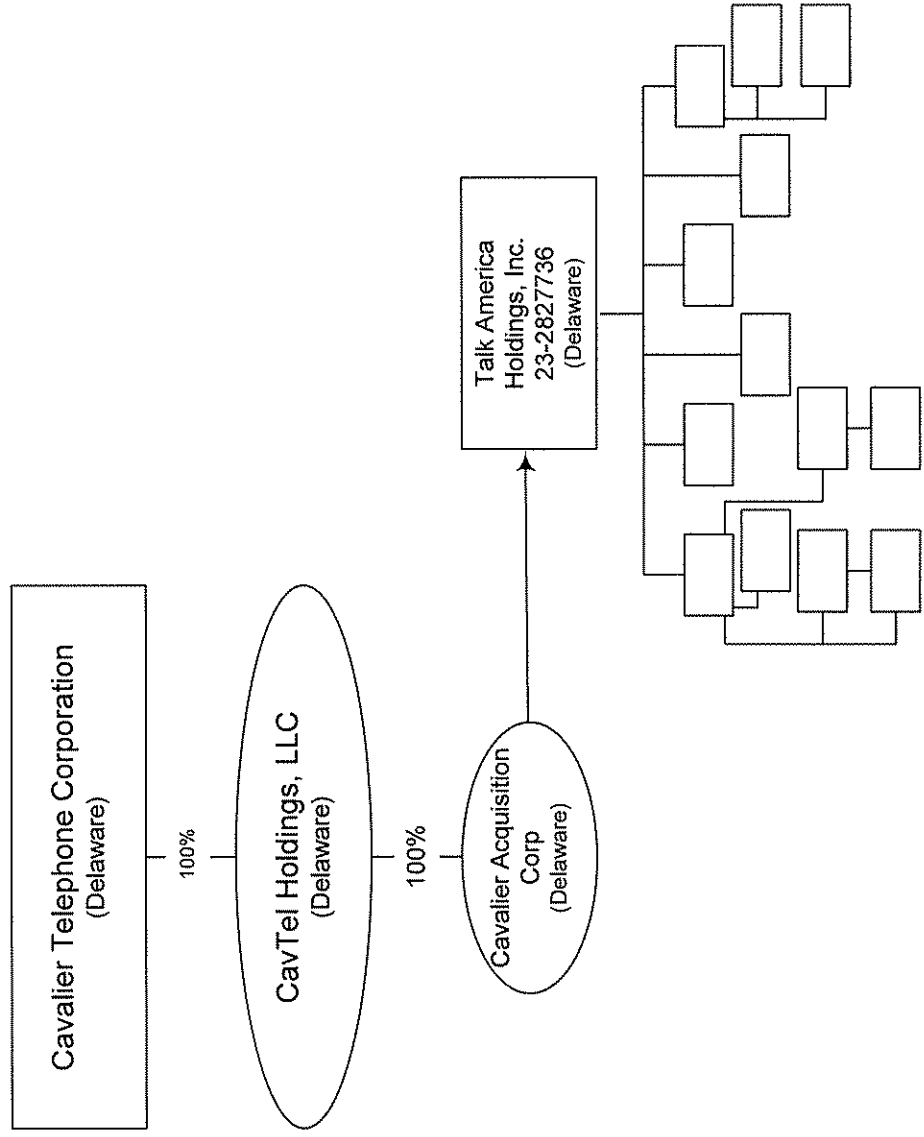 Cavalier Telephone Corporation
(Delaware)
100%
CavTel Holdings, LLC
(Delaware)
100%
Cavalier Acquisition
Corp
(Delaware)
Talk America
Holdings, Inc.
23-2827736
(Delaware)